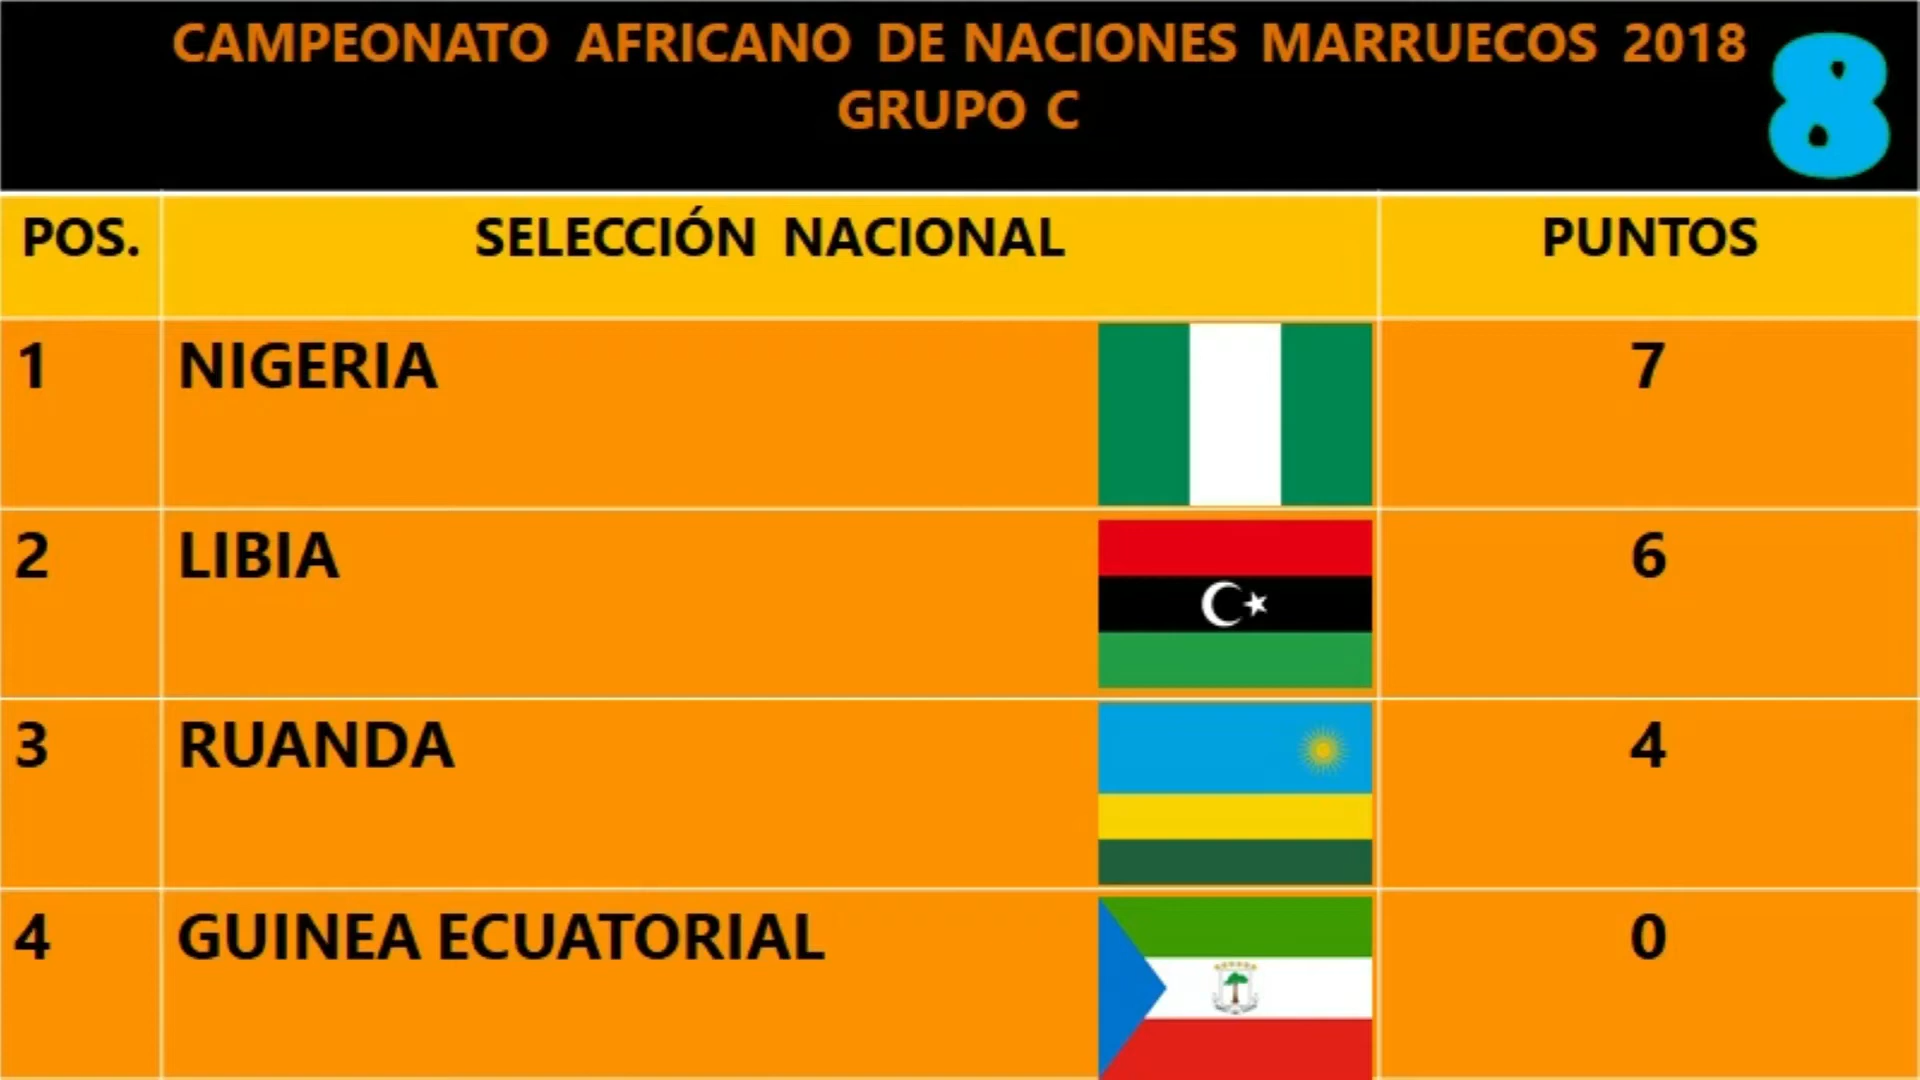 CAMPEONATO AFRICANO DE NACIONES MARRUECOS 2018
GRUPO C
8
POS. SELECCIÓN NACIONAL PUNTOS
1 NIGERIA 7
2 LIBIA 6
3 RUANDA 4
4 GUINEA ECUATORIAL 0